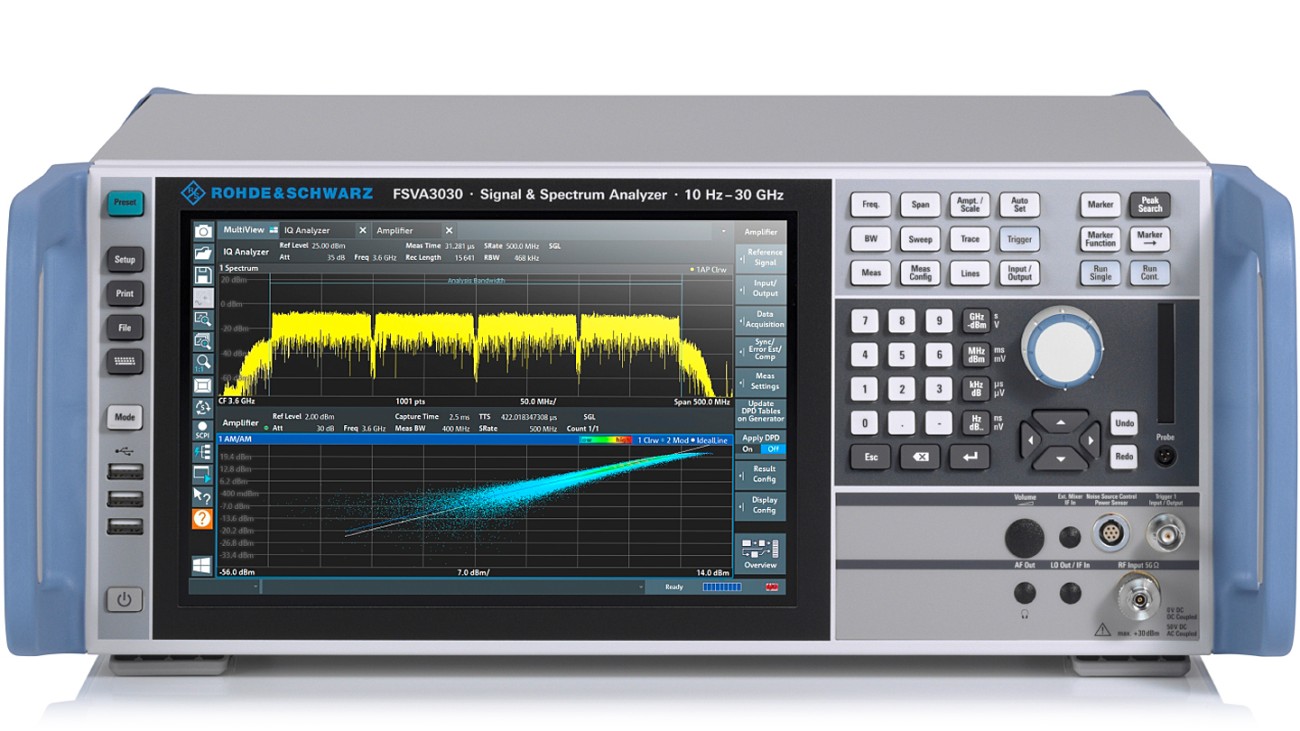 Preset
Setup
Print
File
Mode
SCPI
ROHDE & SCHWARZ FSVA3030 · Signal & Spectrum Analyzer · 10 Hz – 30 GHz
MultiView IQ Analyzer X Amplifier X
IQ Analyzer Ref Level 25.00 dBm Meas Time 31.281 µs SRate 500.0 MHz SGL
Att 35 dB Freq 3.6 GHz Rec Length 15641 RBW 468 kHz
1 Spectrum 1AP Clrw
Analysis Bandwidth
20 dBm
0 dBm
-20 dBm
CF 3.6 GHz 1001 pts 50.0 MHz/ Span 500.0 MHz
Amplifier Ref Level 2.00 dBm Capture Time 2.5 ms TTS 422.018347308 µs SGL
Att 30 dB Freq 3.6 GHz Meas BW 400 MHz SRate 500 MHz Count 1/1
1 AM/AM 1 Clrw + 2 Mod IdealLine
19.4 dBm
12.8 dBm
6.2 dBm
-400 mdBm
-7.0 dBm
-13.6 dBm
-20.2 dBm
-26.8 dBm
-33.4 dBm
-56.0 dBm 7.0 dBm/ 14.0 dBm
Ready
Amplifier
Reference
Signal
Input/
Output
Data
Acquisition
Sync/
Error Est/
Comp
Meas
Settings
Update
DPD Tables
on Generator
Apply DPD
On Off
Result
Config
Display
Config
Overview
Freq. Span Ampt. / Scale Auto Set Marker Peak Search
BW Sweep Trace Trigger Marker Function Marker →
Meas Meas Config Lines Input / Output Run Single Run Cont.
7 8 9 GHz -dBm s V
4 5 6 MHz dBm ms mV
1 2 3 kHz dB µs µV
0 . - Hz dB.. ns nV
Esc
Undo
Redo
Probe
Volume Ext. Mixer IF In Noise Source Control Power Sensor Trigger 1 Input / Output
AF Out LO Out / IF In RF Input 50 Ω
0V DC
DC Coupled
50V DC
AC Coupled
max +30 dBm